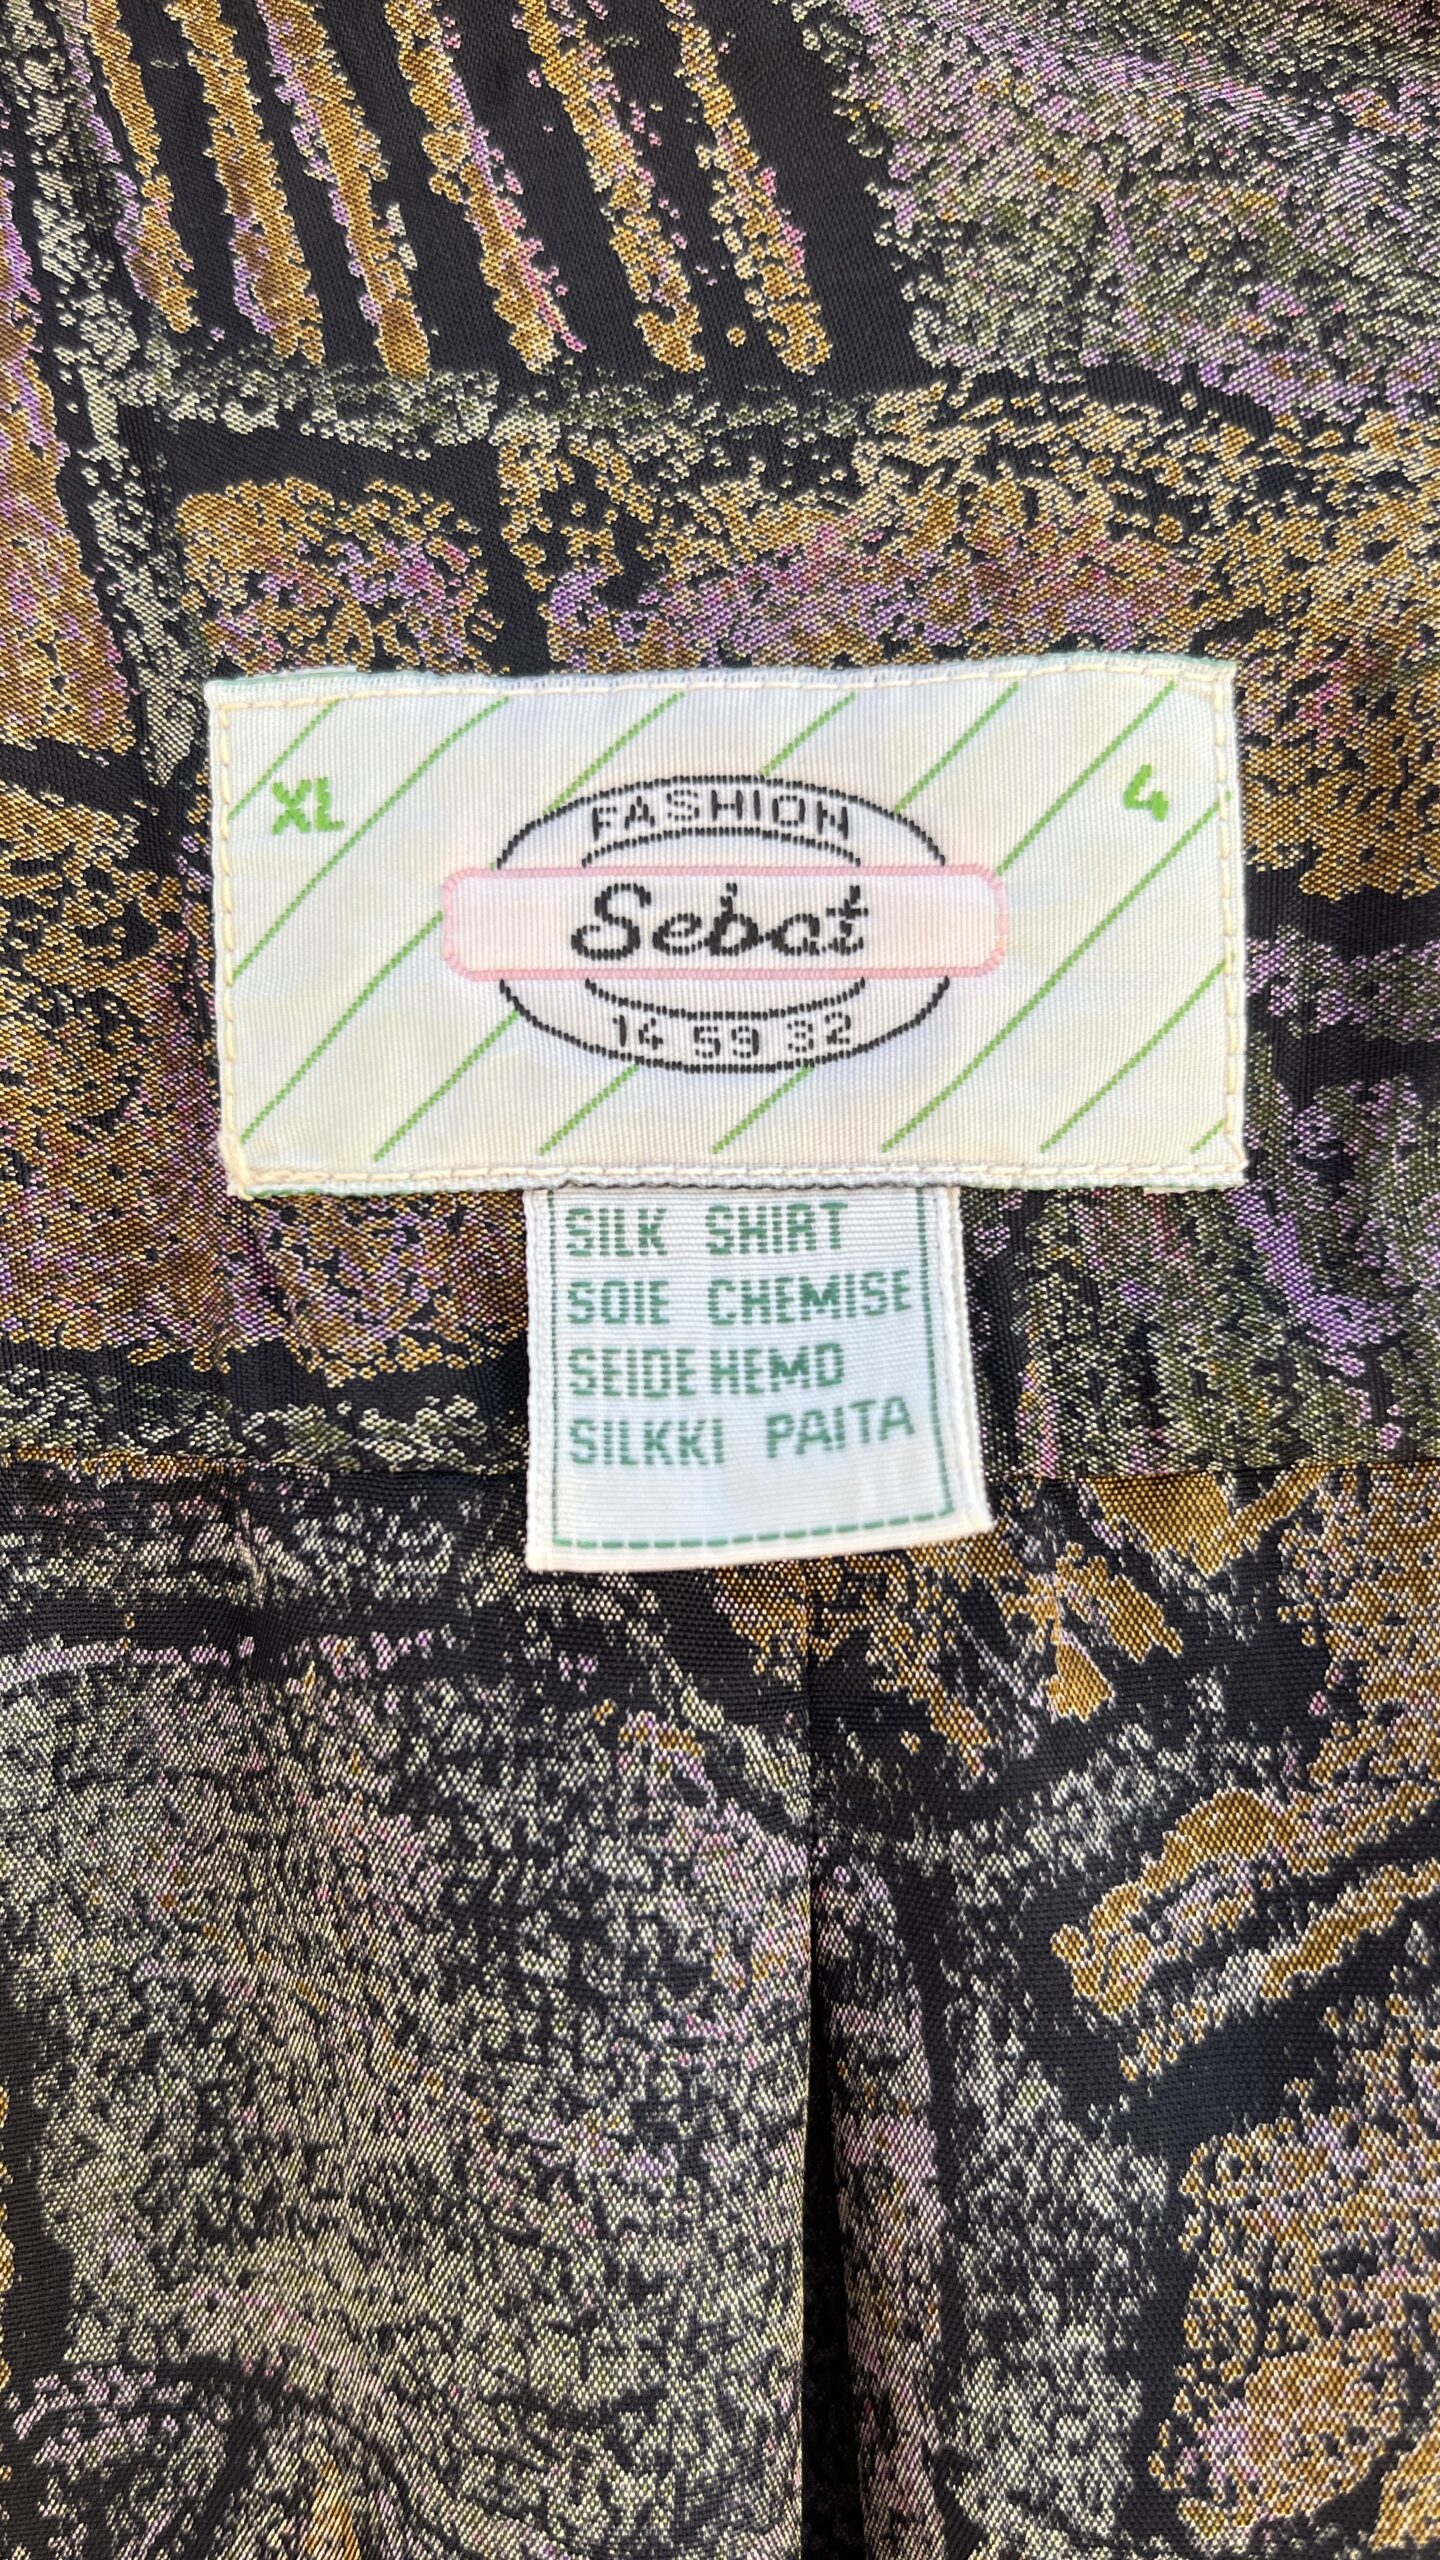 XL 4
FASHION
Sebat
14 59 32
SILK SHIRT
SOIE CHEMISE
SEIDE HEMD
SILKKI PAITA